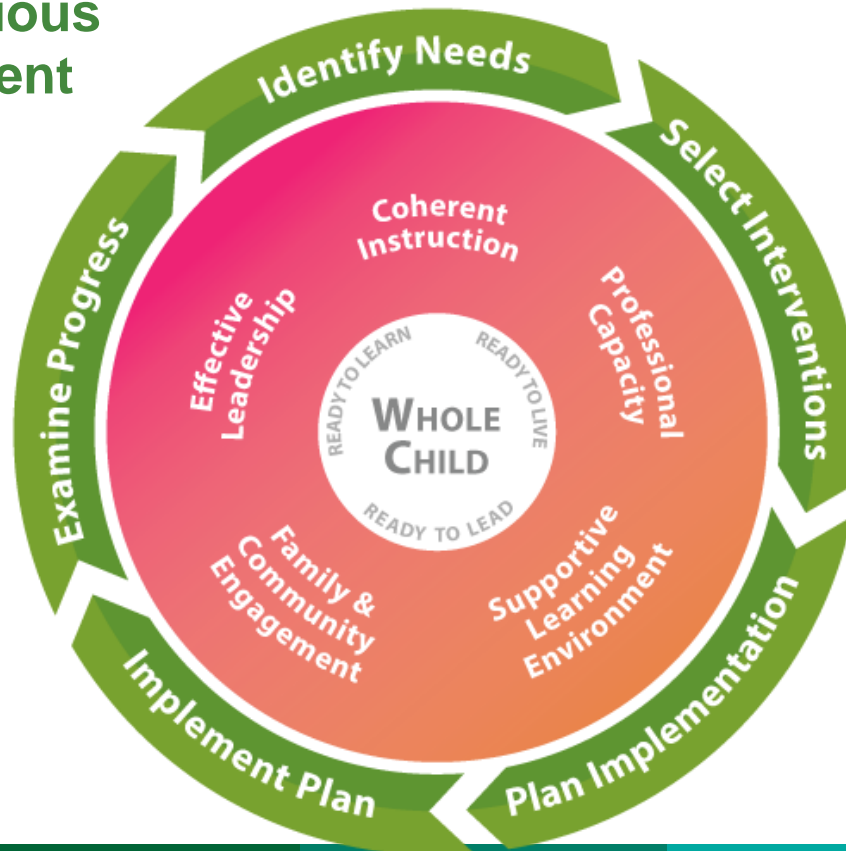 ious
ent
Identify Needs
Select Interventions
Plan Implementation
Implement Plan
Examine Progress
Coherent
Instruction
Professional
Capacity
Supportive
Learning
Environment
Family &
Community
Engagement
Effective
Leadership
READY TO LEARN
READY TO LIVE
READY TO LEAD
WHOLE
CHILD